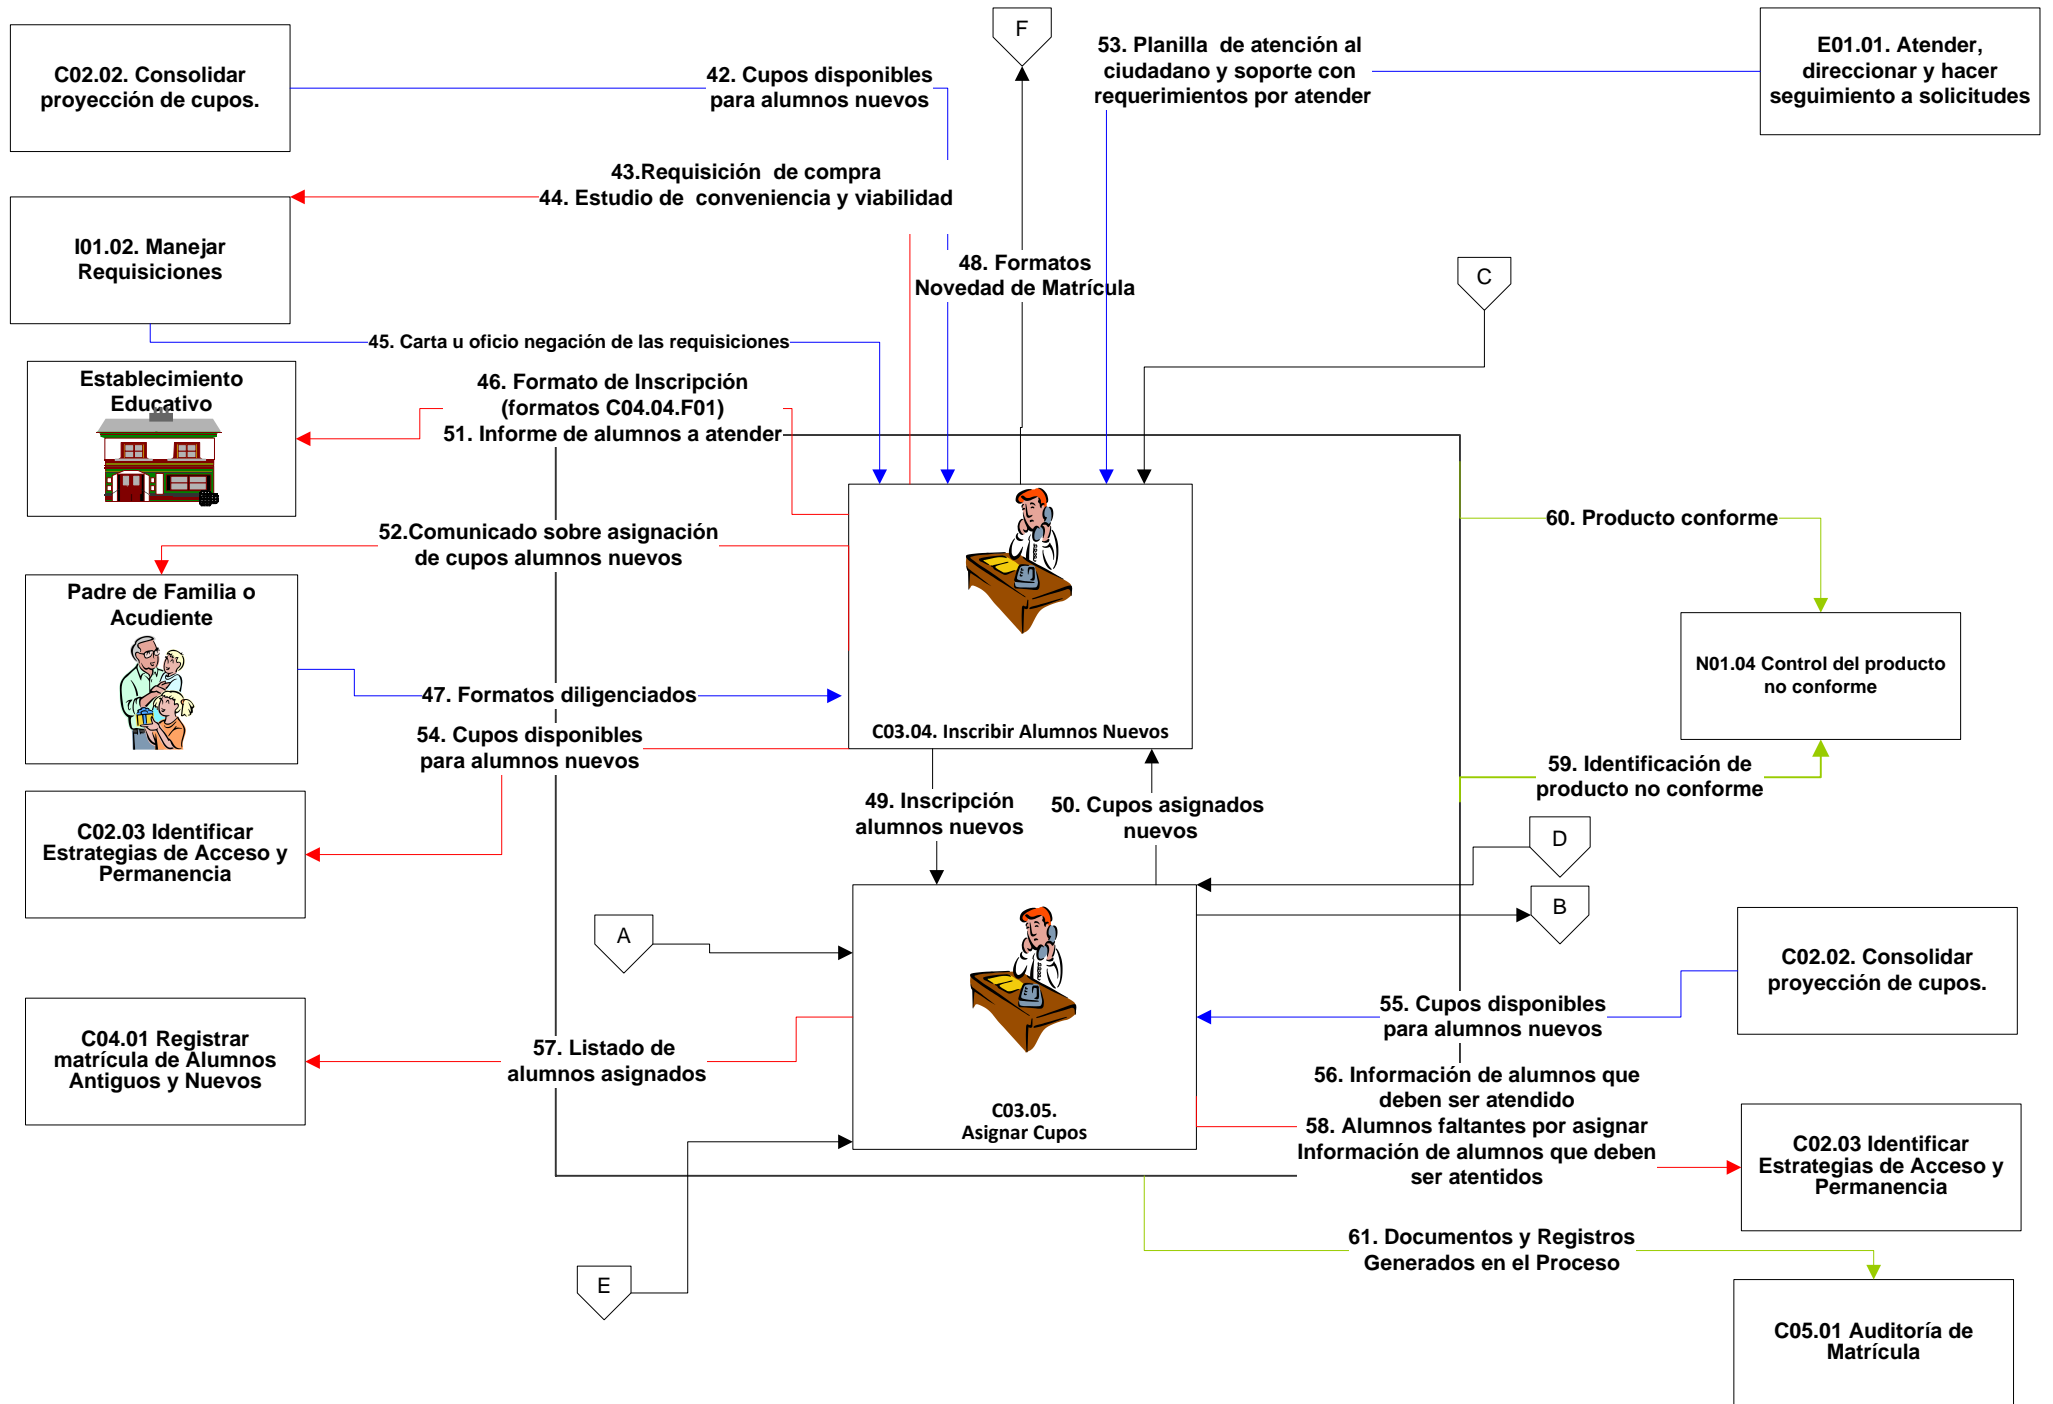 F
C02.02. Consolidar
proyección de cupos.
42. Cupos disponibles
para alumnos nuevos
53. Planilla  de atención al
ciudadano y soporte con
requerimientos por atender
E01.01. Atender,
direccionar y hacer
seguimiento a solicitudes
43.Requisición  de compra
44. Estudio de  conveniencia y viabilidad
I01.02. Manejar
Requisiciones
48. Formatos
Novedad de Matrícula
C
45. Carta u oficio negación de las requisiciones
Establecimiento
Educativo
46. Formato de Inscripción
(formatos C04.04.F01)
51. Informe de alumnos a atender
52.Comunicado sobre asignación
de cupos alumnos nuevos
60. Producto conforme
Padre de Familia o
Acudiente
N01.04 Control del producto
no conforme
47. Formatos diligenciados
C03.04. Inscribir Alumnos Nuevos
54. Cupos disponibles
para alumnos nuevos
59. Identificación de
producto no conforme
49. Inscripción
alumnos nuevos
50. Cupos asignados
nuevos
C02.03 Identificar
Estrategias de Acceso y
Permanencia
D
B
A
C02.02. Consolidar
proyección de cupos.
55. Cupos disponibles
para alumnos nuevos
C04.01 Registrar
matrícula de Alumnos
Antiguos y Nuevos
57. Listado de
alumnos asignados
C03.05.
Asignar Cupos
56. Información de alumnos que
deben ser atendido
58. Alumnos faltantes por asignar
Información de alumnos que deben
ser atentidos
C02.03 Identificar
Estrategias de Acceso y
Permanencia
61. Documentos y Registros
Generados en el Proceso
E
C05.01 Auditoría de
Matrícula